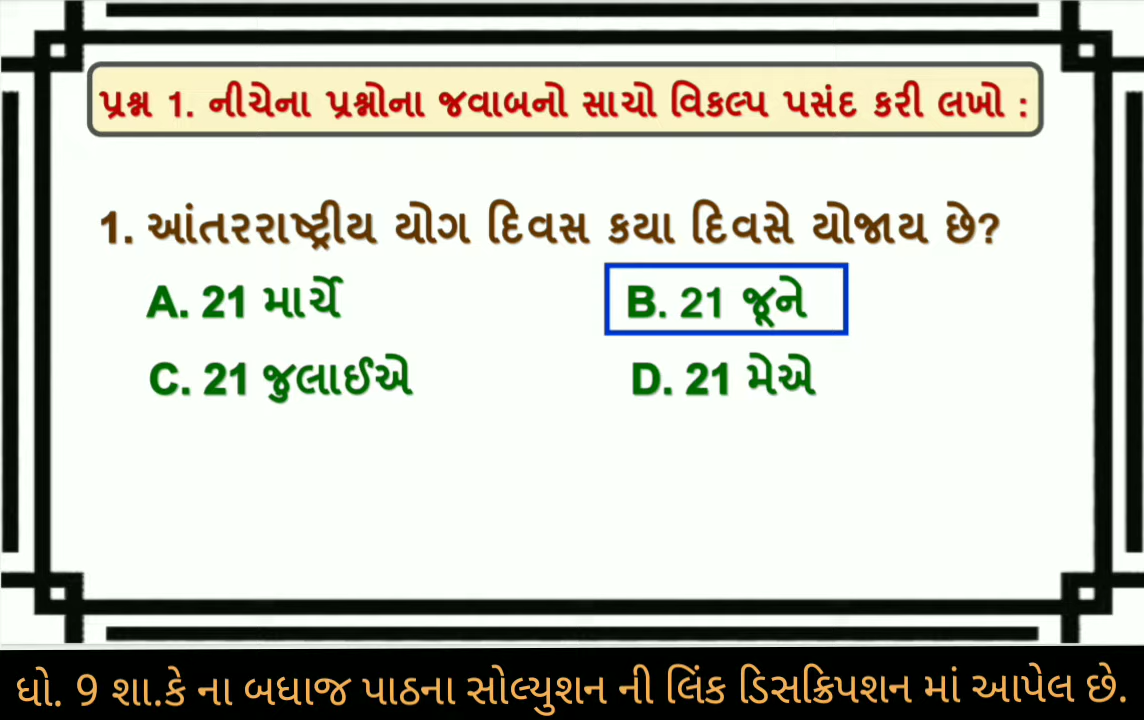 પ્રશ્ન 1. નીચેના પ્રશ્નોના જવાબનો સાચો વિકલ્પ પસંદ કરી લખો :
1. આંતરરાષ્ટ્રીય યોગ દિવસ કયા દિવસે યોજાય છે?
A. 21 માર્ચે B. 21 જૂને
C. 21 જુલાઈએ D. 21 મેએ
ધો. 9 શા.કે ના બધાજ પાઠના સોલ્યુશન ની લિંક ડિસક્રિપશન માં આપેલ છે.